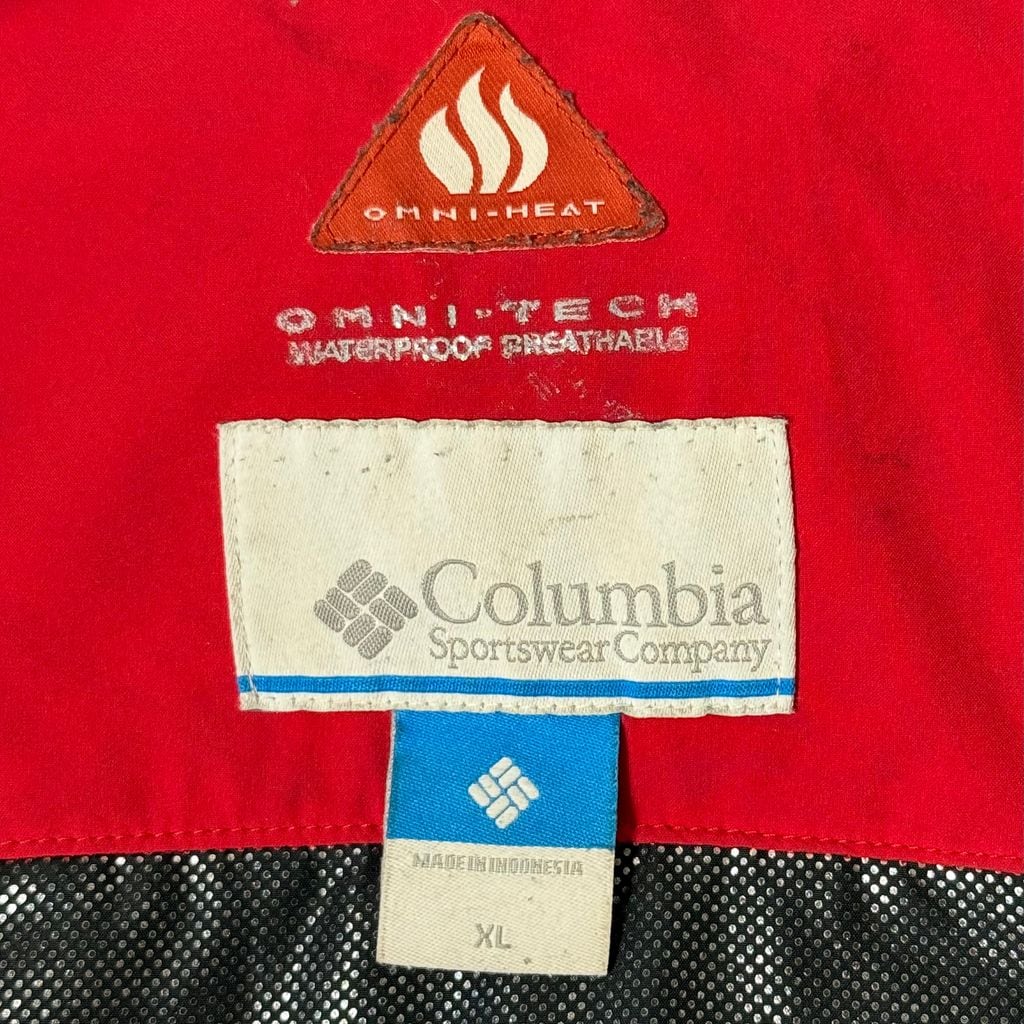 OMNI-HEAT
OMNI-TECH
WATERPROOF BREATHABLE
Columbia
Sportswear Company
MADE IN INDONESIA
XL